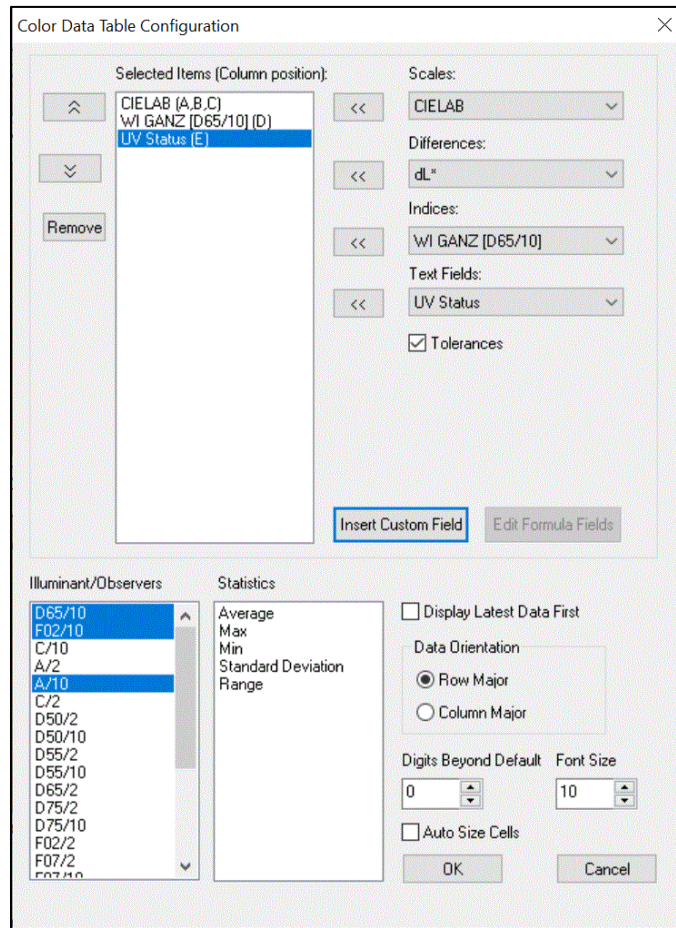 Color Data Table Configuration
Selected Items (Column position):
CIELAB (A,B,C)
WI GANZ [D65/10] (D)
UV Status (E)
Remove
<<
<<
<<
<<
Scales:
CIELAB
Differences:
dL*
Indices:
WI GANZ [D65/10]
Text Fields:
UV Status
Tolerances
Insert Custom Field
Edit Formula Fields
Illuminant/Observers
D65/10
F02/10
C/10
A/2
A/10
C/2
D50/2
D50/10
D55/2
D55/10
D65/2
D75/2
D75/10
F02/2
F07/2
F07/10
Statistics
Average
Max
Min
Standard Deviation
Range
Display Latest Data First
Data Orientation
Row Major
Column Major
Digits Beyond Default
0
Font Size
10
Auto Size Cells
OK
Cancel